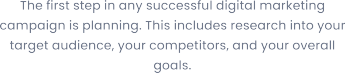 The first step in any successful digital marketing
campaign is planning. This includes research into your
target audience, your competitors, and your overall
goals.